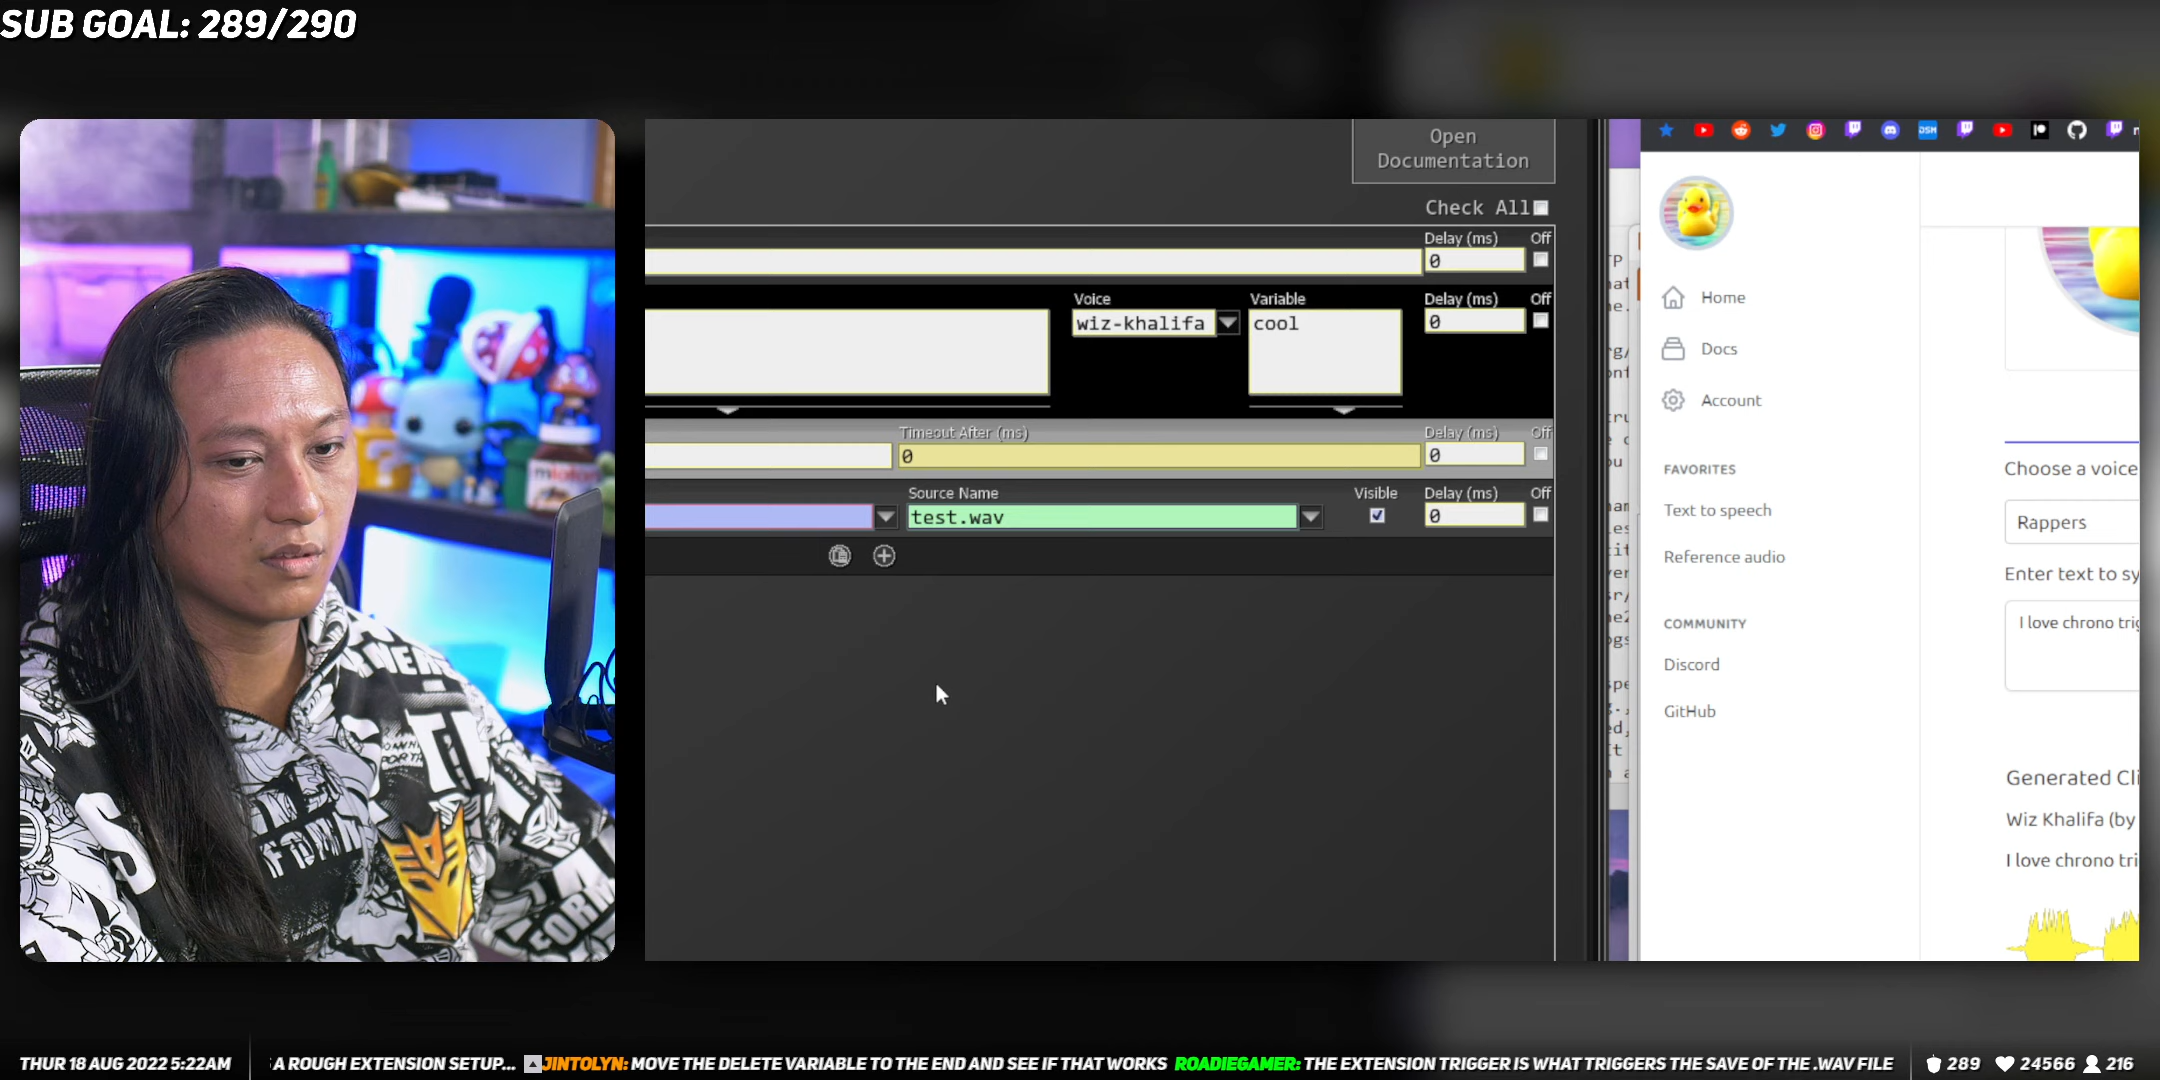 SUB GOAL: 289/290
Open
Documentation
Check All
Delay (ms) Off
0
Voice Variable Delay (ms) Off
wiz-khalifa cool 0
Timeout After (ms) Delay (ms) Off
0 0
Source Name Visible Delay (ms) Off
test.wav 0
DSM
Home
Docs
Account
FAVORITES
Text to speech
Reference audio
COMMUNITY
Discord
GitHub
Choose a voice
Rappers
Enter text to sy
I love chrono trig
Generated Cli
Wiz Khalifa (by
I love chrono tri
THUR 18 AUG 2022 5:22AM
A ROUGH EXTENSION SETUP... JINTOLYN: MOVE THE DELETE VARIABLE TO THE END AND SEE IF THAT WORKS ROADIEGAMER: THE EXTENSION TRIGGER IS WHAT TRIGGERS THE SAVE OF THE .WAV FILE
289 24566 216